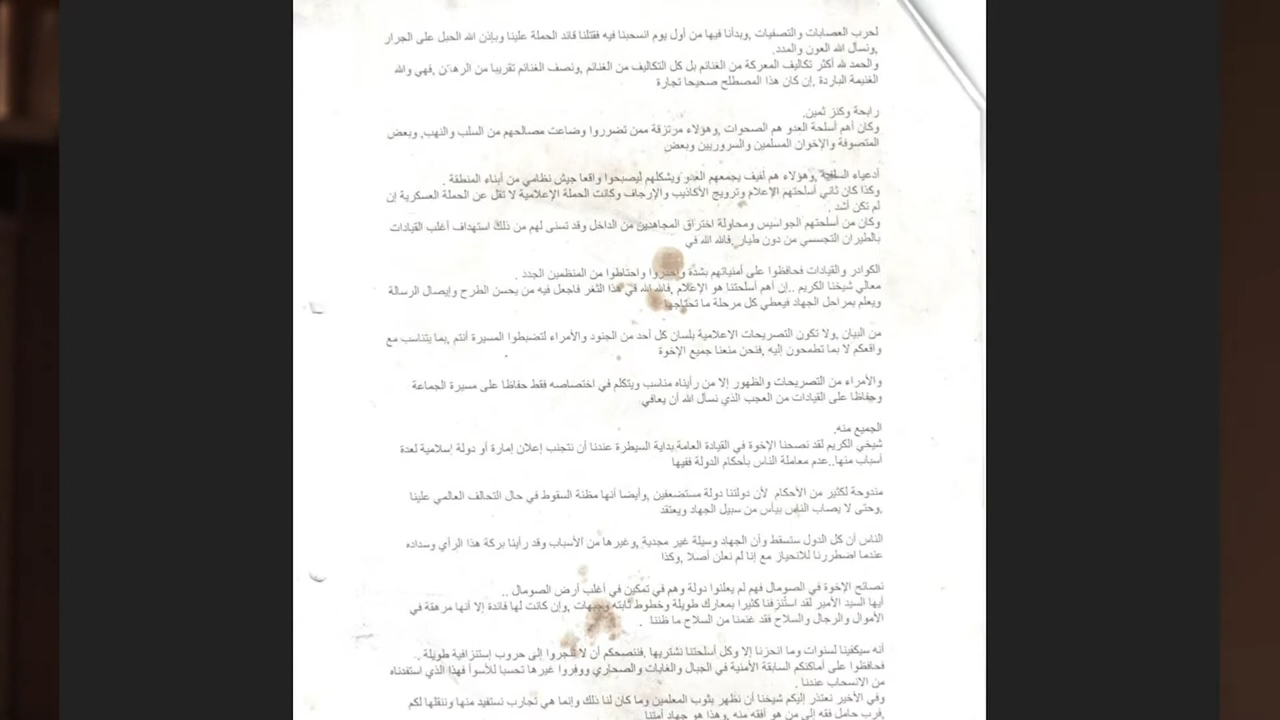 لحرب العصابات والتصفيات ,وبدأنا فيها من أول يوم انسحبنا فيه فقتلنا قائد الحملة علينا وبإذن الله الحبل على الجرار
,ونسأل الله العون والمدد.
والحمد لله أكثر تكاليف المعركة من الغنائم بل كل التكاليف من الغنائم ,ونصف الغنائم تقريبا من الرهائن ,فهي والله
الغنيمة الباردة ,إن كان هذا المصطلح صحيحا تجارة
رابحة وكنز ثمين.
وكان أهم أسلحة العدو هم الصحوات ,وهؤلاء مرتزقة ممن تضرروا وضاعت مصالحهم من السلب والنهب, وبعض
المتصوفة والإخوان المسلمين والسروريين وبعض
أدعياء السلفية ,وهؤلاء هم لفيف يجمعهم العدو ويشكلهم ليصبحوا واقعا جيش نظامي من أبناء المنطقة .
وكذا كان ثاني أسلحتهم الإعلام وترويج الأكاذيب والإرجاف وكانت الحملة الإعلامية لا تقل عن الحملة العسكرية إن
لم تكن أشد .
وكان من أسلحتهم الجواسيس ومحاولة اختراق المجاهدين من الداخل وقد تسنى لهم من ذلك استهداف أغلب القيادات
بالطيران التجسسي من دون طيار ,فالله الله في
الكوادر والقيادات فحافظوا على أمنياتهم بشدة واحذروا واحتاطوا من المنظمين الجدد .
معالي شيخنا الكريم ..إن أهم أسلحتنا هو الإعلام ,فالله الله في هذا الثغر فاجعل فيه من يحسن الطرح وإيصال الرسالة
ويعلم بمراحل الجهاد فيعطي كل مرحلة ما تحتاجها
من البيان ,ولا تكون التصريحات الاعلامية بلسان كل أحد من الجنود والأمراء لتضبطوا المسيرة أنتم ,بما يتناسب مع
واقعكم لا بما تطمحون إليه ,فنحن منعنا جميع الإخوة
والأمراء من التصريحات والظهور إلا من رأيناه مناسب ويتكلم في اختصاصه فقط حفاظا على مسيرة الجماعة
وحفاظا على القيادات من العجب الذي نسأل الله أن يعافي
الجميع منه.
شيخي الكريم لقد نصحنا الإخوة في القيادة العامة بداية السيطرة عندنا أن نتجنب إعلان إمارة أو دولة إسلامية لعدة
أسباب منها..عدم معاملة الناس بأحكام الدولة ففيها
مندوحة لكثير من الأحكام لأن دولتنا دولة مستضعفين ,وأيضا أنها مظنة السقوط في حال التحالف العالمي علينا
,وحتى لا يصاب الناس بيأس من سبيل الجهاد ويعتقد
الناس أن كل الدول ستسقط وأن الجهاد وسيلة غير مجدية ,وغيرها من الأسباب وقد رأينا بركة هذا الرأي وسداده
عندما اضطررنا للانحياز مع إنا لم نعلن أصلا ,وكذا
نصائح الإخوة في الصومال فهم لم يعلنوا دولة وهم في تمكين في أغلب أرض الصومال ..
أيها السيد الأمير لقد استنزفنا كثيرا بمعارك طويلة وخطوط ثابته وجبهات ,وإن كانت لها فائدة إلا أنها مرهقة في
الأموال والرجال والسلاح فقد غنمنا من السلاح ما ظننا .
أنه سيكفينا لسنوات وما انحزنا إلا وكل أسلحتنا نشتريها .فننصحكم أن لا تنجروا إلى حروب إستنزافية طويلة .
فحافظوا على أماكنكم السابقة الأمنية في الجبال والغابات والصحاري ووفروا غيرها تحسبا للأسوأ فهذا الذي استفدناه
من الانسحاب عندنا .
وفي الأخير نعتذر إليكم شيخنا أن نظهر بثوب المعلمين وما كان لنا ذلك وإنما هي تجارب نستفيد منها وننقلها لكم
,فرب حامل فقه إلى من هو أفقه منه ,وهذا هو جهاد أمتنا